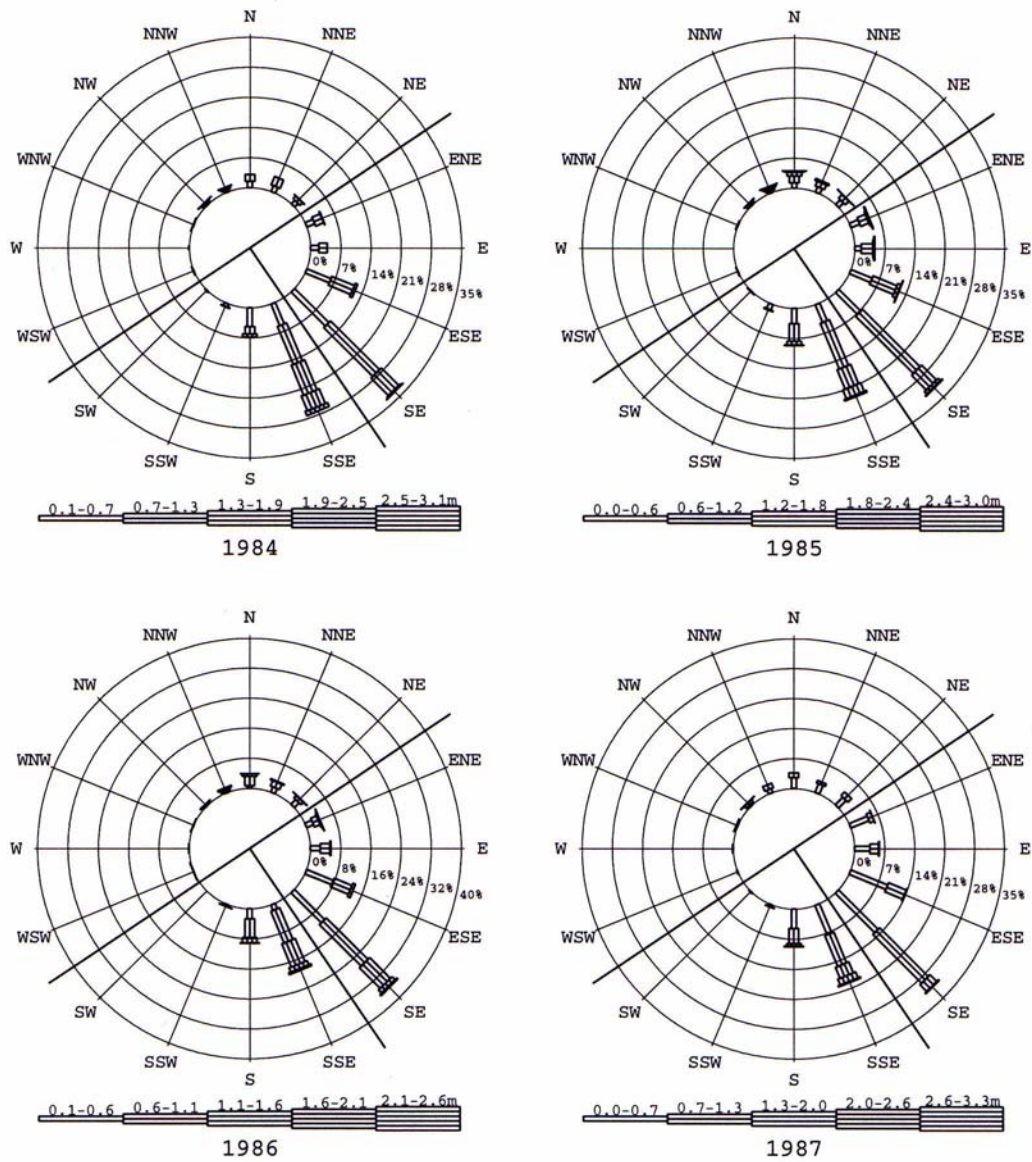 N
NNW NNE
NW NE
WNW ENE
W E
0% 7% 14% 21% 28% 35%
WSW ESE
SW SE
SSW SSE
S
0.1-0.7 0.7-1.3 1.3-1.9 1.9-2.5 2.5-3.1m
1984
N
NNW NNE
NW NE
WNW ENE
W E
0% 7% 14% 21% 28% 35%
WSW ESE
SW SE
SSW SSE
S
0.0-0.6 0.6-1.2 1.2-1.8 1.8-2.4 2.4-3.0m
1985
N
NNW NNE
NW NE
WNW ENE
W E
0% 8% 16% 24% 32% 40%
WSW ESE
SW SE
SSW SSE
S
0.1-0.6 0.6-1.1 1.1-1.6 1.6-2.1 2.1-2.6m
1986
N
NNW NNE
NW NE
WNW ENE
W E
0% 7% 14% 21% 28% 35%
WSW ESE
SW SE
SSW SSE
S
0.0-0.7 0.7-1.3 1.3-2.0 2.0-2.6 2.6-3.3m
1987